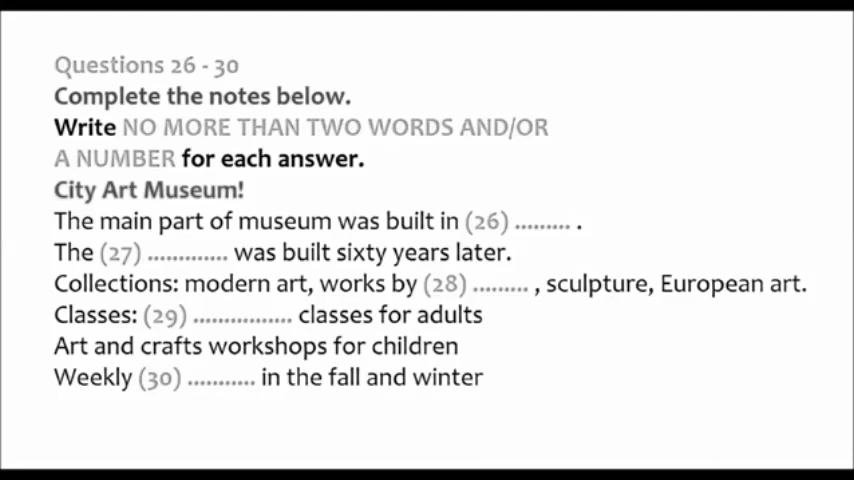 Questions 26 - 30
Complete the notes below.
Write NO MORE THAN TWO WORDS AND/OR
A NUMBER for each answer.
City Art Museum!
The main part of museum was built in (26) ......... .
The (27) ............. was built sixty years later.
Collections: modern art, works by (28) ......... , sculpture, European art.
Classes: (29) ................ classes for adults
Art and crafts workshops for children
Weekly (30) ........... in the fall and winter